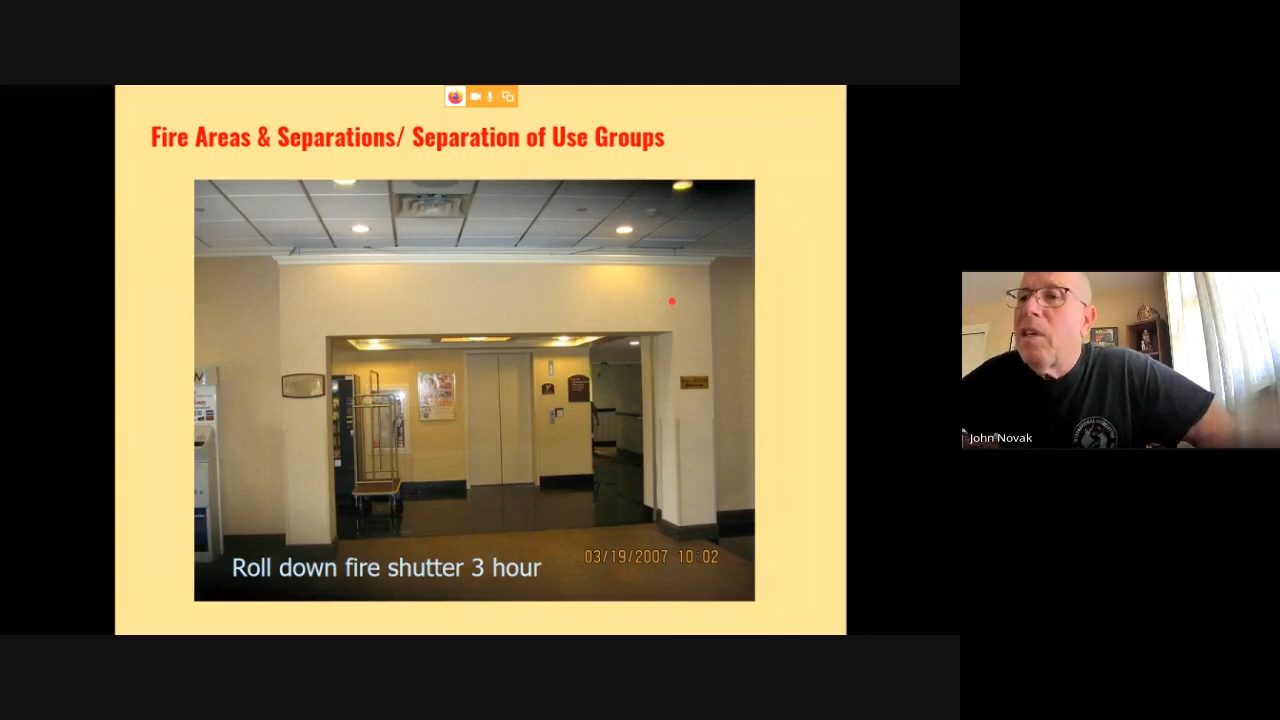 Fire Areas & Separations/ Separation of Use Groups
Roll down fire shutter 3 hour
03/19/2007 10:02
John Novak